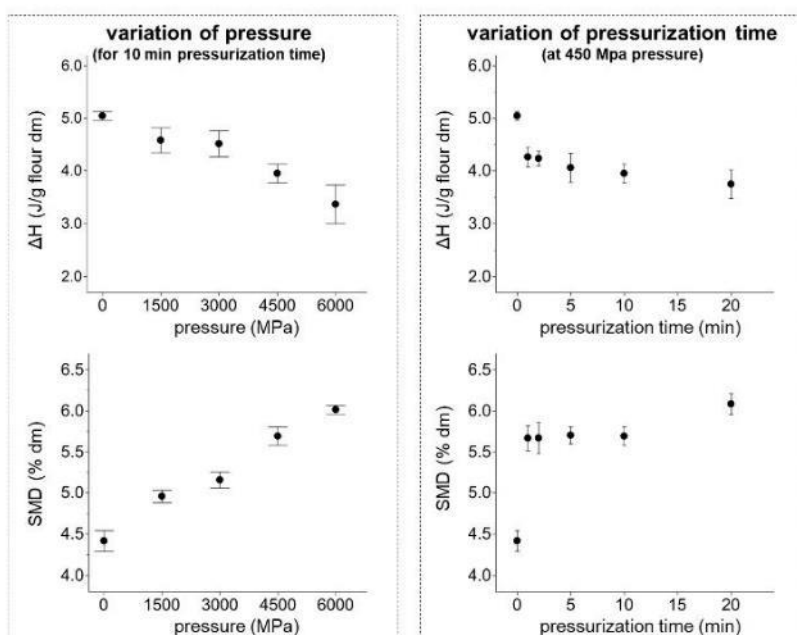 variation of pressure
(for 10 min pressurization time)
6.0
5.0
4.0
3.0
2.0
ΔH (J/g flour dm)
0 1500 3000 4500 6000
pressure (MPa)
6.5
6.0
5.5
5.0
4.5
4.0
SMD (% dm)
0 1500 3000 4500 6000
pressure (MPa)
variation of pressurization time
(at 450 Mpa pressure)
6.0
5.0
4.0
3.0
2.0
ΔH (J/g flour dm)
0 5 10 15 20
pressurization time (min)
6.5
6.0
5.5
5.0
4.5
4.0
SMD (% dm)
0 5 10 15 20
pressurization time (min)